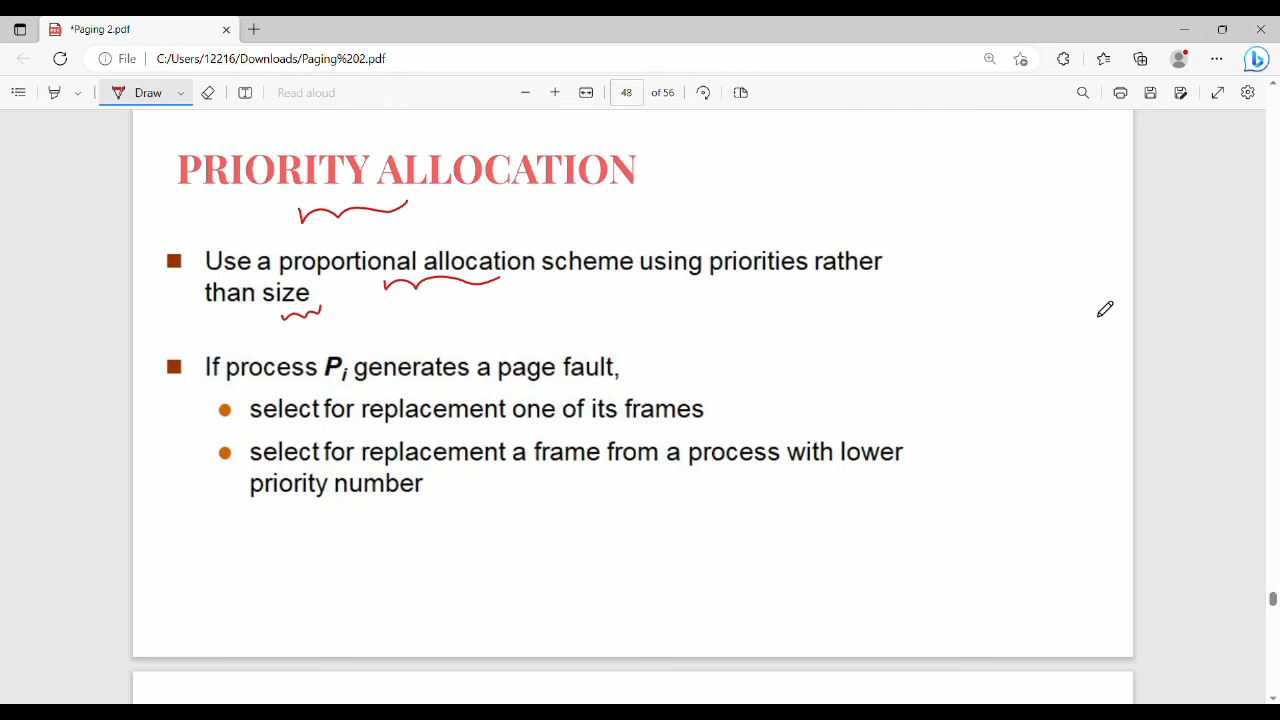 *Paging 2.pdf
File C:/Users/12216/Downloads/Paging%202.pdf
Draw Read aloud 48 of 56
PRIORITY ALLOCATION
Use a proportional allocation scheme using priorities rather
than size
If process Pi generates a page fault,
select for replacement one of its frames
select for replacement a frame from a process with lower
priority number